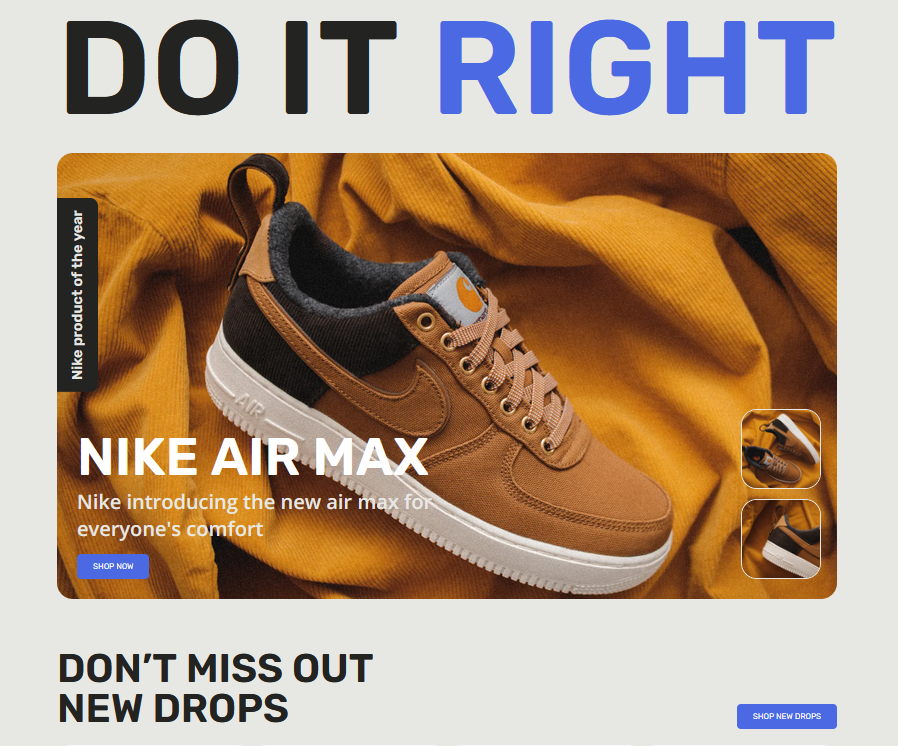 DO IT RIGHT
Nike product of the year
AIR
NIKE AIR MAX
Nike introducing the new air max for
everyone's comfort
SHOP NOW
DON’T MISS OUT
NEW DROPS
SHOP NEW DROPS